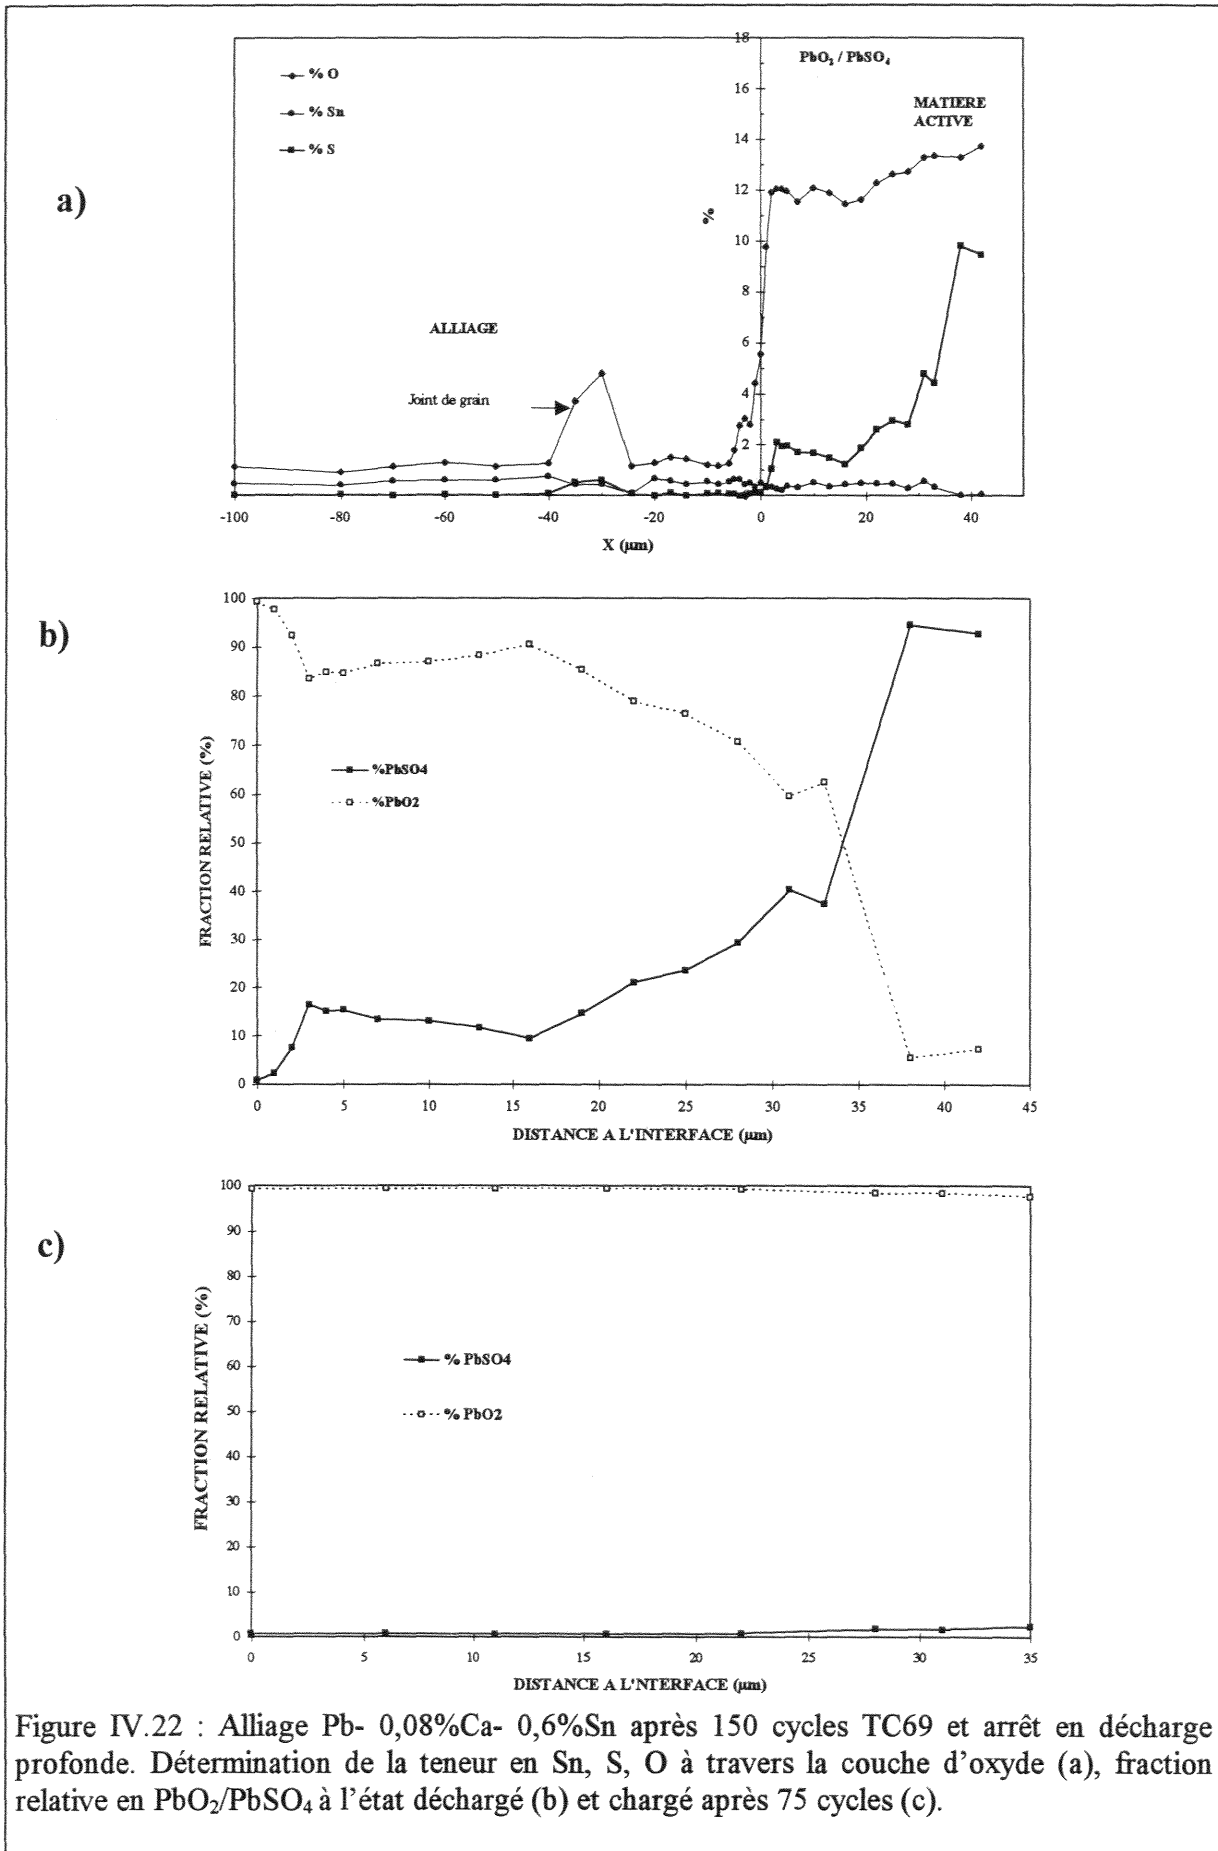 a)
% O
% Sn
% S
PbO₂ / PbSO₄
MATIERE
ACTIVE
ALLIAGE
Joint de grain
%
18
16
14
12
10
8
6
4
2
-100 -80 -60 -40 -20 0 20 40
X (µm)
b)
FRACTION RELATIVE (%)
100
90
80
70
60
50
40
30
20
10
0
%PbSO4
%PbO2
0 5 10 15 20 25 30 35 40 45
DISTANCE A L'INTERFACE (µm)
c)
FRACTION RELATIVE (%)
100
90
80
70
60
50
40
30
20
10
0
% PbSO4
% PbO2
0 5 10 15 20 25 30 35
DISTANCE A L'NTERFACE (µm)
Figure IV.22 : Alliage Pb- 0,08%Ca- 0,6%Sn après 150 cycles TC69 et arrêt en décharge
profonde. Détermination de la teneur en Sn, S, O à travers la couche d'oxyde (a), fraction
relative en PbO₂/PbSO₄ à l'état déchargé (b) et chargé après 75 cycles (c).